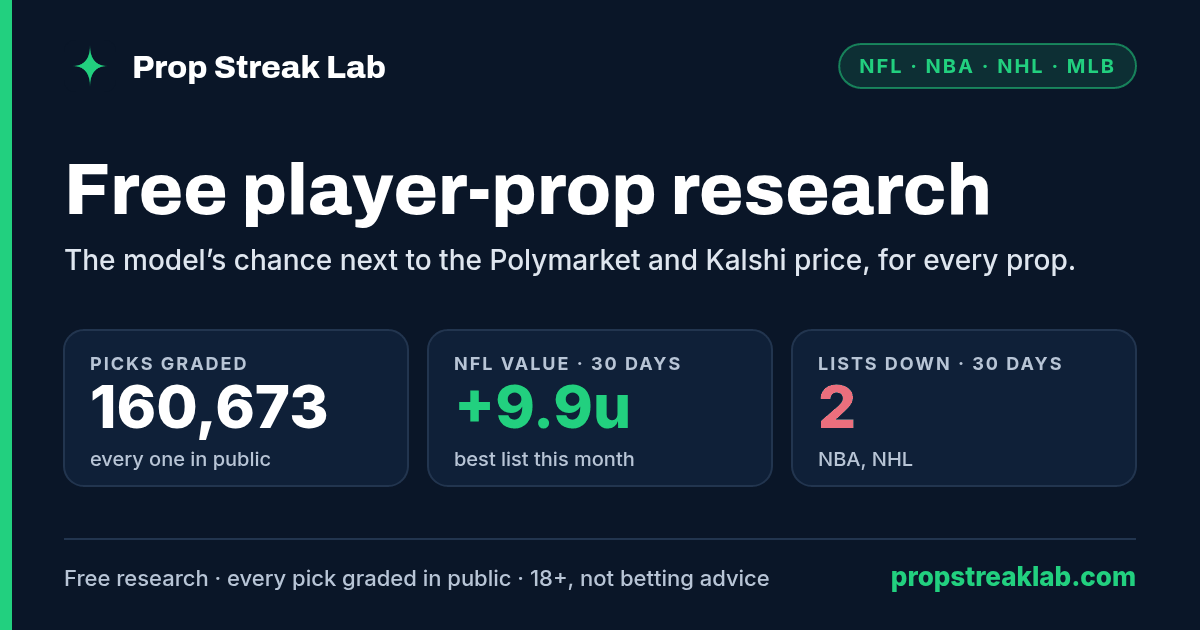 Prop Streak Lab
NFL · NBA · NHL · MLB
Free player-prop research
The model’s chance next to the Polymarket and Kalshi price, for every prop.
PICKS GRADED
160,673
every one in public
NFL VALUE · 30 DAYS
+9.9u
best list this month
LISTS DOWN · 30 DAYS
2
NBA, NHL
Free research · every pick graded in public · 18+, not betting advice
propstreaklab.com